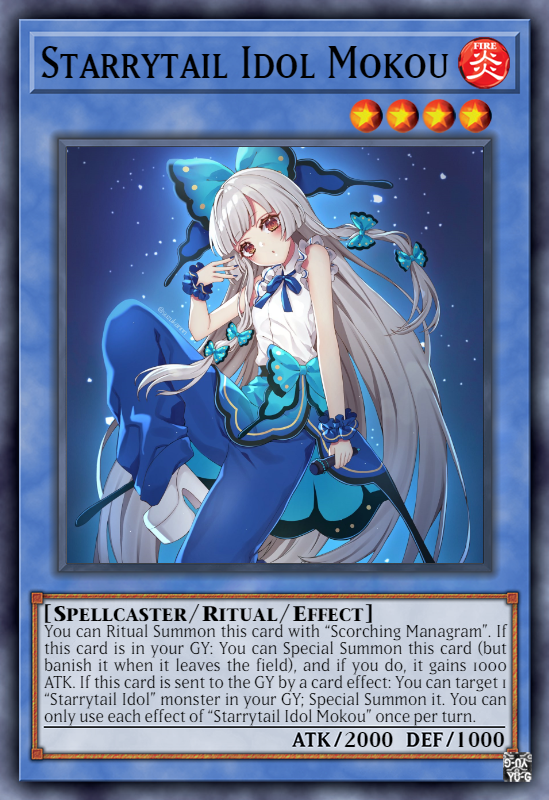 Starrytail Idol Mokou
FIRE
炎
[Spellcaster/Ritual/Effect]
You can Ritual Summon this card with “Scorching Managram”. If
this card is in your GY: You can Special Summon this card (but
banish it when it leaves the field), and if you do, it gains 1000
ATK. If this card is sent to the GY by a card effect: You can target 1
“Starrytail Idol” monster in your GY; Special Summon it. You can
only use each effect of “Starrytail Idol Mokou” once per turn.
ATK/2000 DEF/1000
YU-G
YU-G